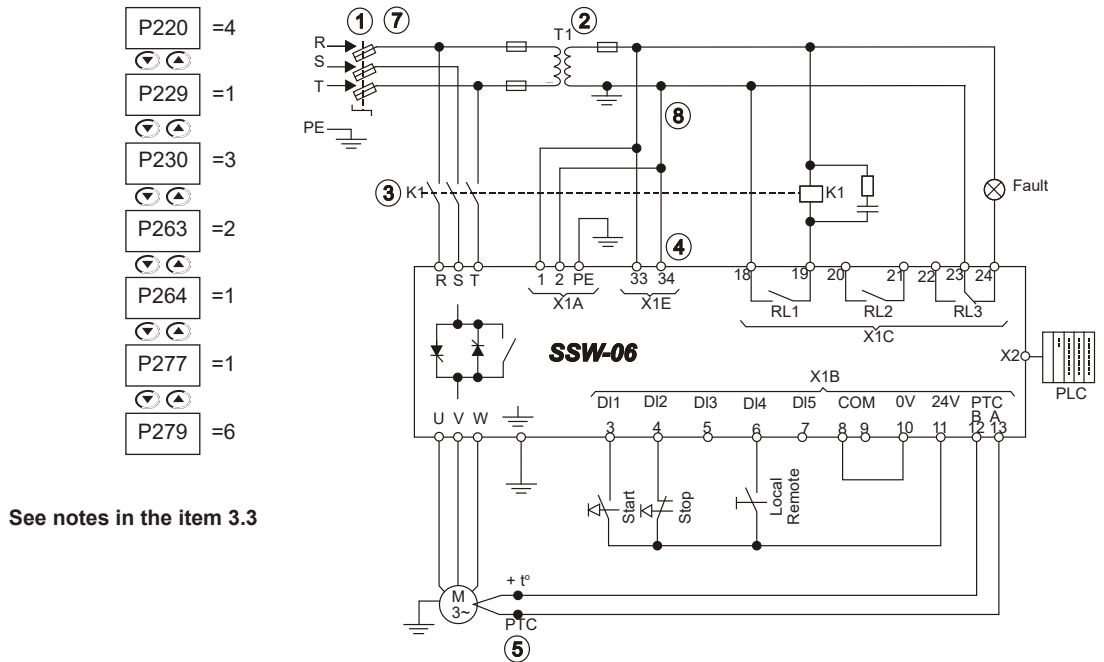 P220 =4
P229 =1
P230 =3
P263 =2
P264 =1
P277 =1
P279 =6
See notes in the item 3.3
1 7 2
T1
R
S
T
PE
8
3 K1
K1
Fault
4
R S T
1 2 PE
33 34
18 19 20 21 22 23 24
X1A
X1E
RL1 RL2 RL3
X1C
SSW-06
X2
PLC
X1B
U V W
DI1 DI2 DI3 DI4 DI5 COM 0V 24V PTC
B A
3 4 5 6 7 8 9 10 11 12 13
Start
Stop
Local
Remote
+ tº
M
3~
PTC
5